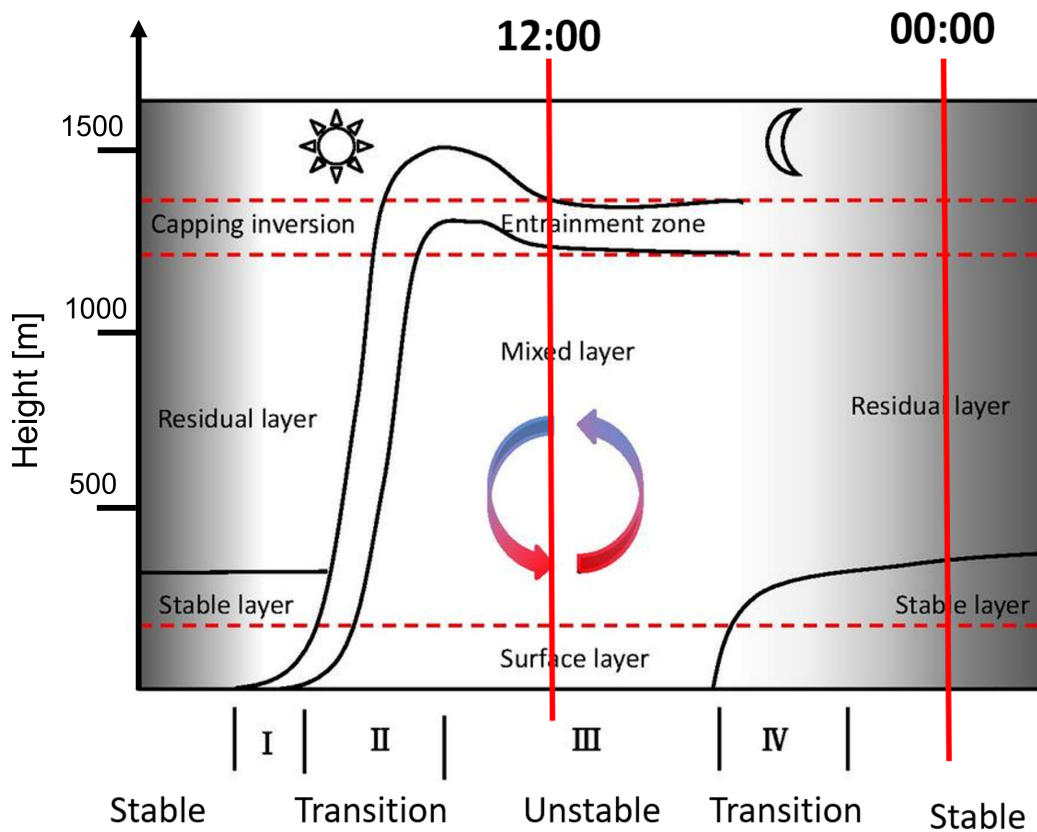 12:00
00:00
1500
Capping inversion
Entrainment zone
1000
Height [m]
Mixed layer
Residual layer
Residual layer
500
Stable layer
Stable layer
Surface layer
I
II
III
IV
Stable
Transition
Unstable
Transition
Stable